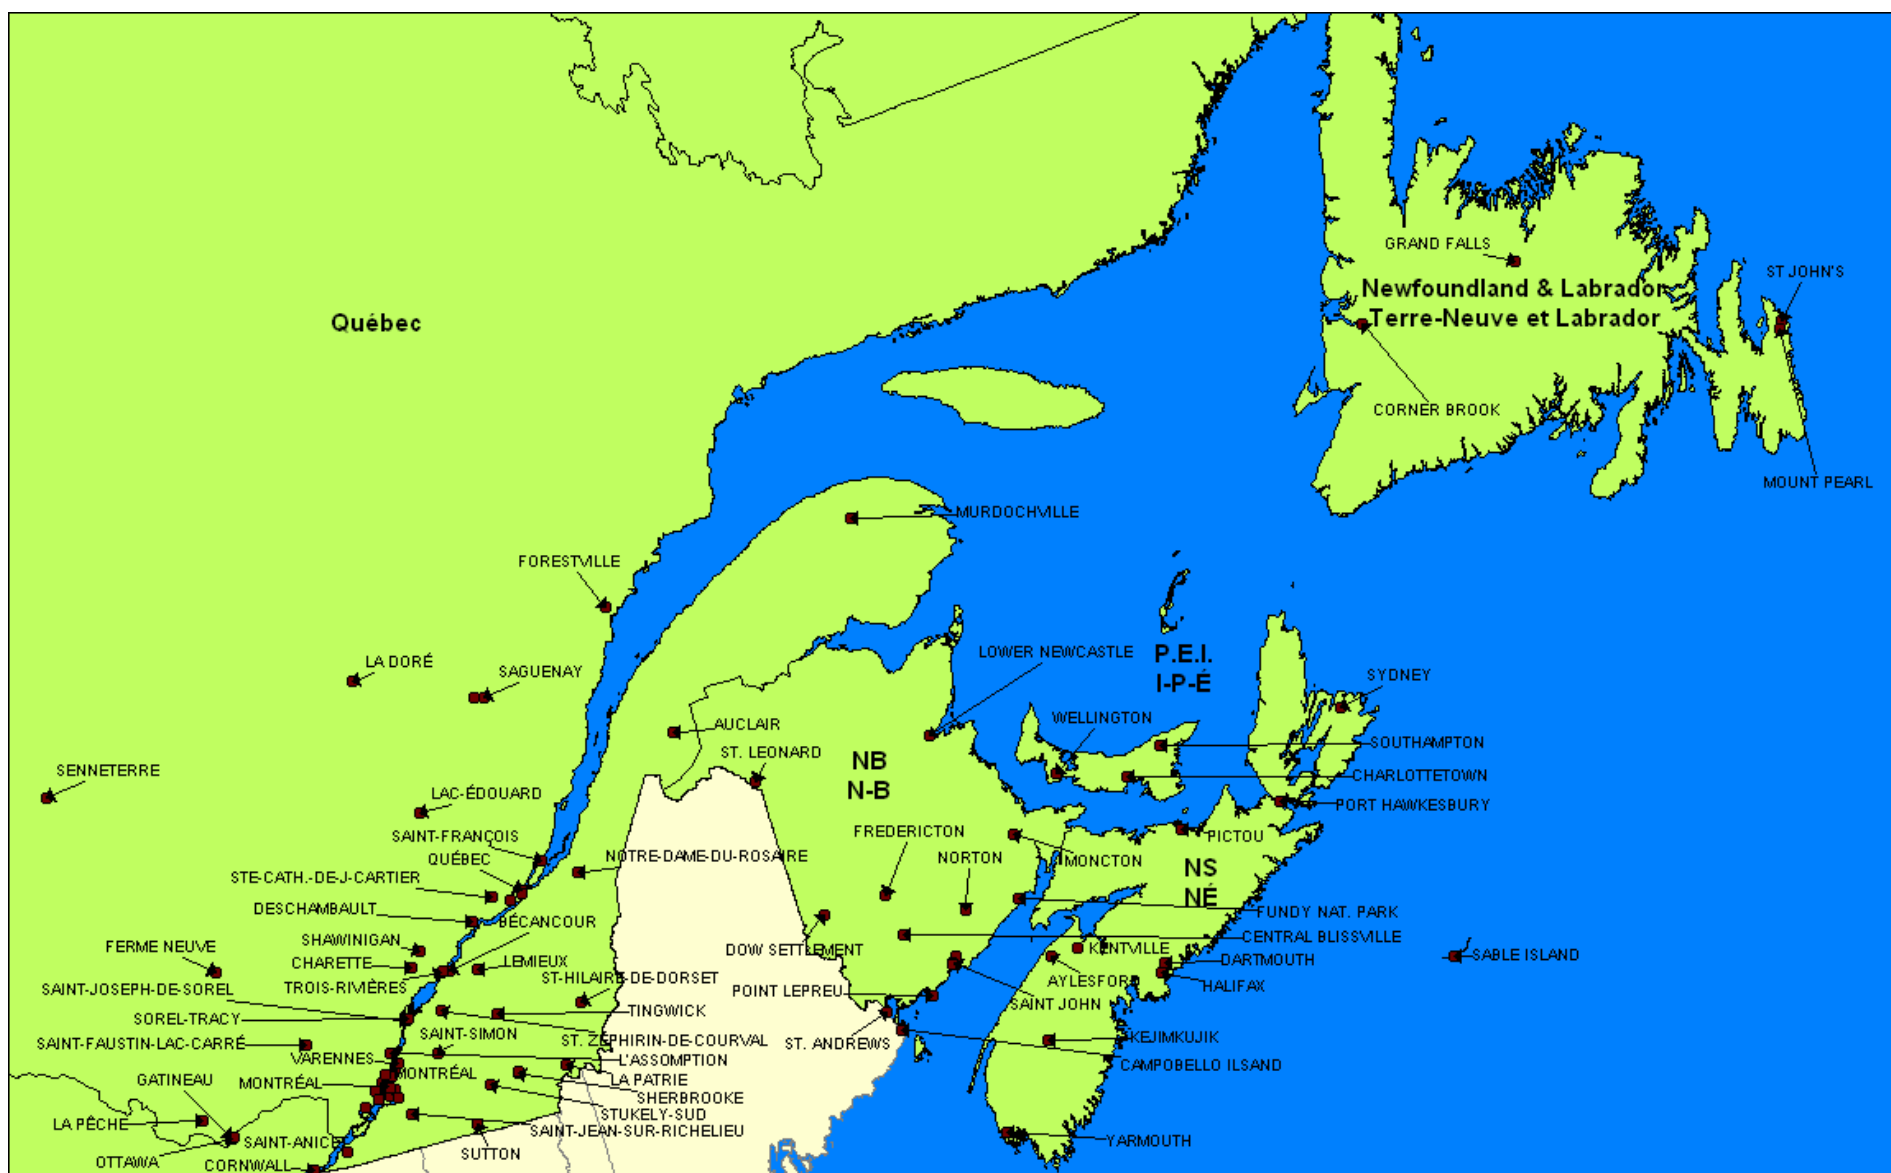 GRAND FALLS
ST JOHN'S
Newfoundland & Labrador
Terre-Neuve et Labrador
Québec
CORNER BROOK
MOUNT PEARL
MURDOCHVILLE
FORESTVILLE
LOWER NEWCASTLE
P.E.I.
I-P-É
LA DORÉ
SAGUENAY
SYDNEY
WELLINGTON
AUCLAIR
SOUTHAMPTON
ST. LEONARD
NB
N-B
SENNETERRE
CHARLOTTETOWN
LAC-ÉDOUARD
PORT HAWKESBURY
SAINT-FRANÇOIS
FREDERICTON
PICTOU
QUÉBEC
NOTRE-DAME-DU-ROSAIRE
NORTON
MONCTON
NS
NÉ
STE-CATH.-DE-J-CARTIER
DESCHAMBAULT
BÉCANCOUR
FUNDY NAT. PARK
SHAWINIGAN
FERME NEUVE
DOW SETTLEMENT
KENTVILLE
CENTRAL BLISSVILLE
CHARETTE
LEMIEUX
SABLE ISLAND
DARTMOUTH
ST-HILAIRE-DE-DORSET
AYLESFORD
TROIS-RIVIÈRES
HALIFAX
SAINT-JOSEPH-DE-SOREL
POINT LEPREU
SAINT JOHN
TINGWICK
SOREL-TRACY
SAINT-SIMON
ST. ZEPHIRIN-DE-COURVAL
ST. ANDREWS
KEJIMKUJIK
SAINT-FAUSTIN-LAC-CARRÉ
VARENNES
L'ASSOMPTION
CAMPOBELLO ILSAND
GATINEAU
MONTRÉAL
MONTRÉAL
LA PATRIE
SHERBROOKE
STUKELY-SUD
LA PÊCHE
SAINT-JEAN-SUR-RICHELIEU
SAINT-ANICET
YARMOUTH
SUTTON
OTTAWA
CORNWALL